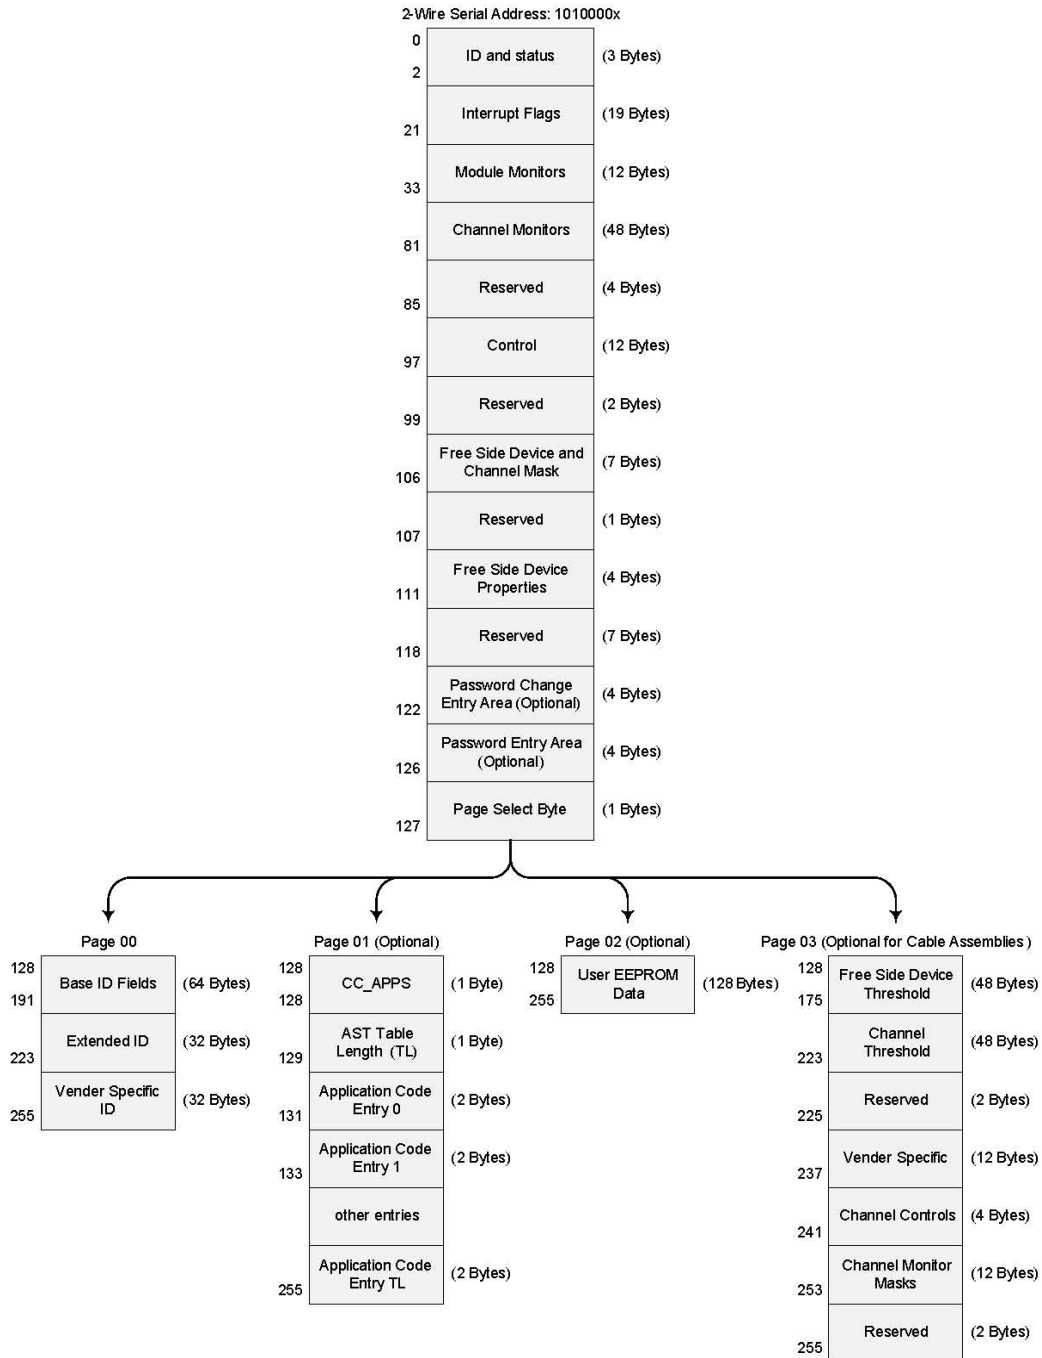 2-Wire Serial Address: 1010000x
0
ID and status
(3 Bytes)
2
Interrupt Flags
(19 Bytes)
21
Module Monitors
(12 Bytes)
33
Channel Monitors
(48 Bytes)
81
Reserved
(4 Bytes)
85
Control
(12 Bytes)
97
Reserved
(2 Bytes)
99
Free Side Device and
Channel Mask
(7 Bytes)
106
Reserved
(1 Bytes)
107
Free Side Device
Properties
(4 Bytes)
111
Reserved
(7 Bytes)
118
Password Change
Entry Area (Optional)
(4 Bytes)
122
Password Entry Area
(Optional)
(4 Bytes)
126
Page Select Byte
(1 Bytes)
127
Page 00
128
Base ID Fields
(64 Bytes)
191
Extended ID
(32 Bytes)
223
Vender Specific
ID
(32 Bytes)
255
Page 01 (Optional)
128
CC_APPS
(1 Byte)
128
AST Table
Length (TL)
(1 Byte)
129
Application Code
Entry 0
(2 Bytes)
131
Application Code
Entry 1
(2 Bytes)
133
other entries
Application Code
Entry TL
(2 Bytes)
255
Page 02 (Optional)
128
User EEPROM
Data
(128 Bytes)
255
Page 03 (Optional for Cable Assemblies )
128
Free Side Device
Threshold
(48 Bytes)
175
Channel
Threshold
(48 Bytes)
223
Reserved
(2 Bytes)
225
Vender Specific
(12 Bytes)
237
Channel Controls
(4 Bytes)
241
Channel Monitor
Masks
(12 Bytes)
253
Reserved
(2 Bytes)
255